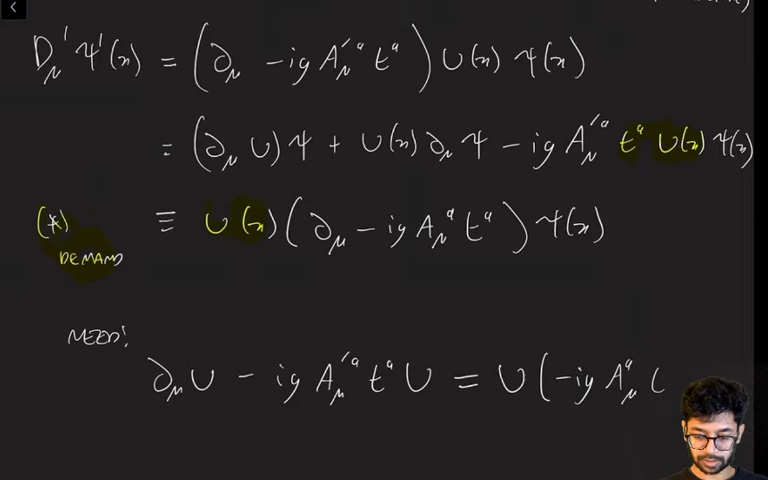 D_μ' Ψ'(x) = (∂_μ - ig A_μ'^a t^a) U(x) Ψ(x)
= (∂_μ U) Ψ + U(x) ∂_μ Ψ - ig A_μ'^a t^a U(x) Ψ(x)
(*) ≡ U(x) (∂_μ - ig A_μ^a t^a) Ψ(x)
DEMAND
NEED!
∂_μ U - ig A_μ'^a t^a U = U (-ig A_μ^a (